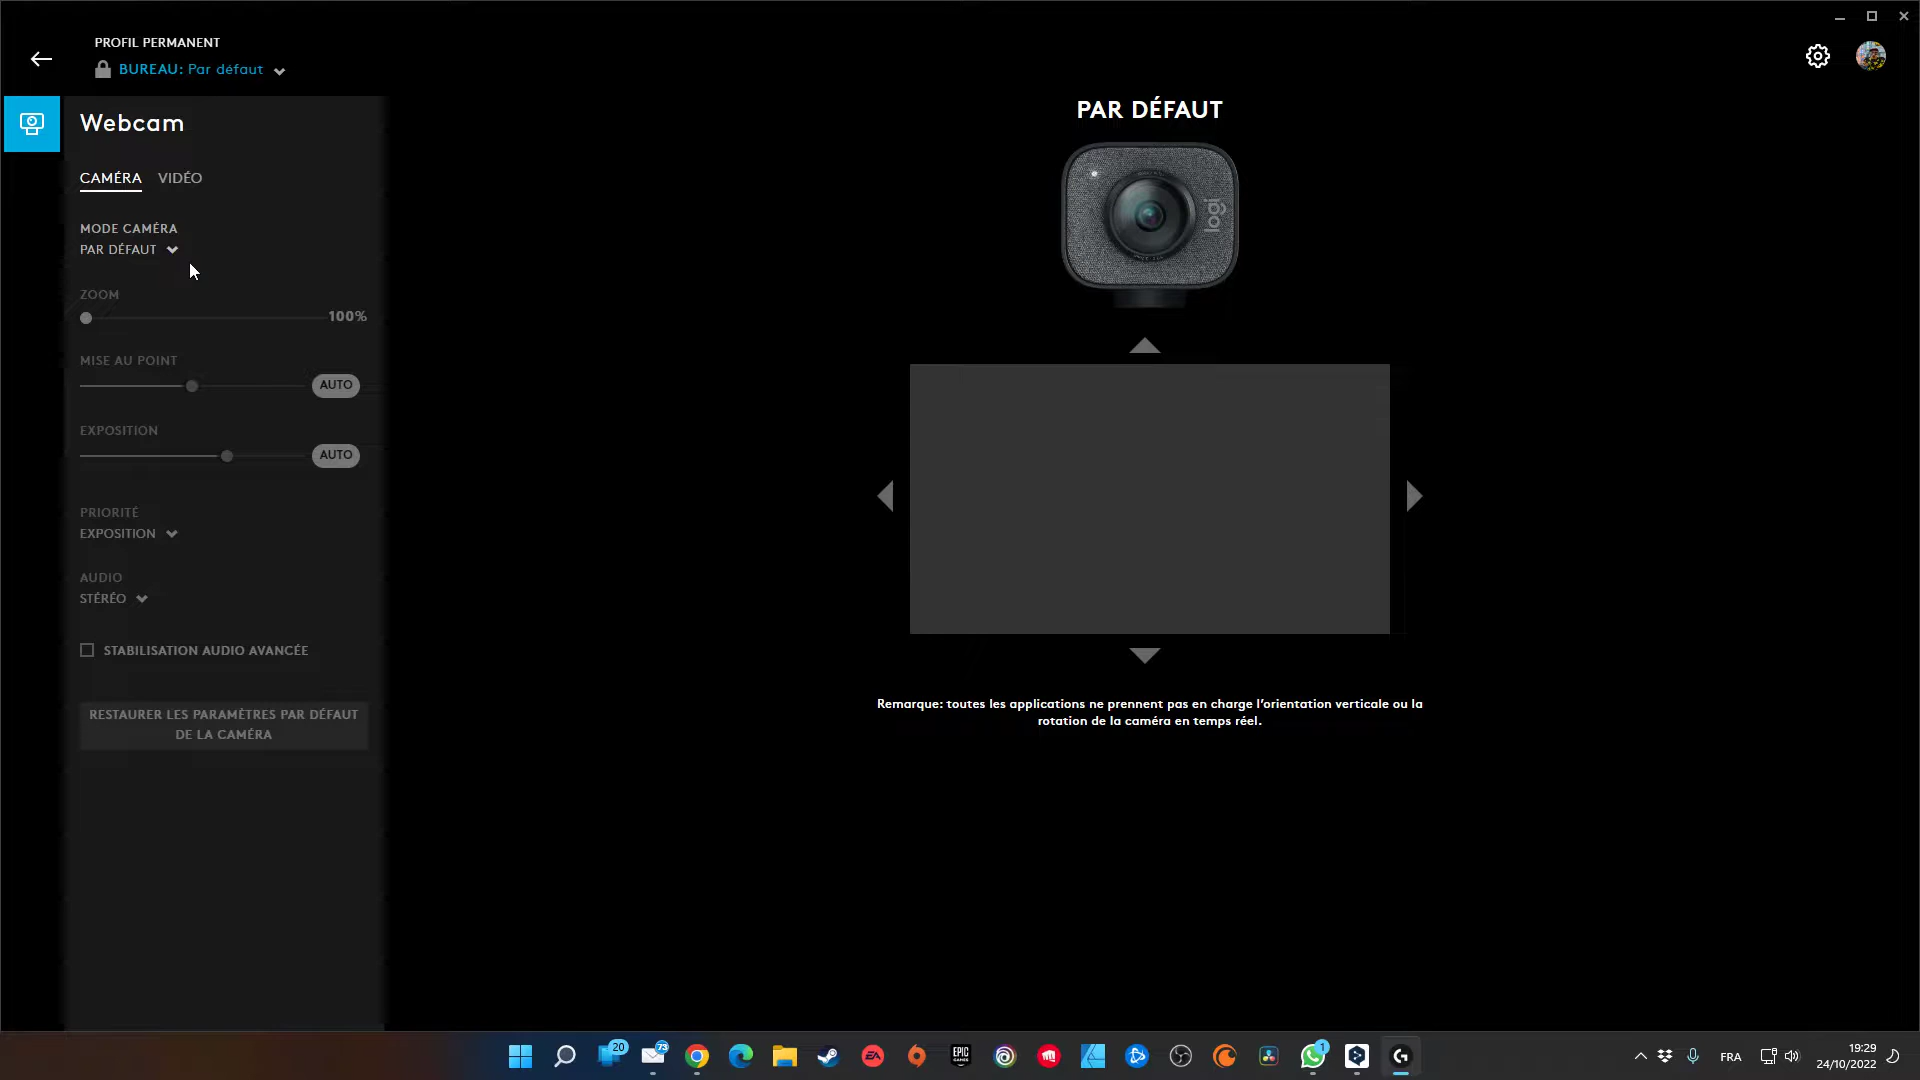 PROFIL PERMANENT
BUREAU: Par défaut
Webcam
CAMÉRA VIDÉO
MODE CAMÉRA
PAR DÉFAUT
ZOOM
100%
MISE AU POINT
AUTO
EXPOSITION
AUTO
PRIORITÉ
EXPOSITION
AUDIO
STÉRÉO
STABILISATION AUDIO AVANCÉE
RESTAURER LES PARAMÈTRES PAR DÉFAUT
DE LA CAMÉRA
PAR DÉFAUT
logi
Remarque: toutes les applications ne prennent pas en charge l'orientation verticale ou la
rotation de la caméra en temps réel.
20
73
EA
EPIC
GAMES
1
FRA
19:29
24/10/2022